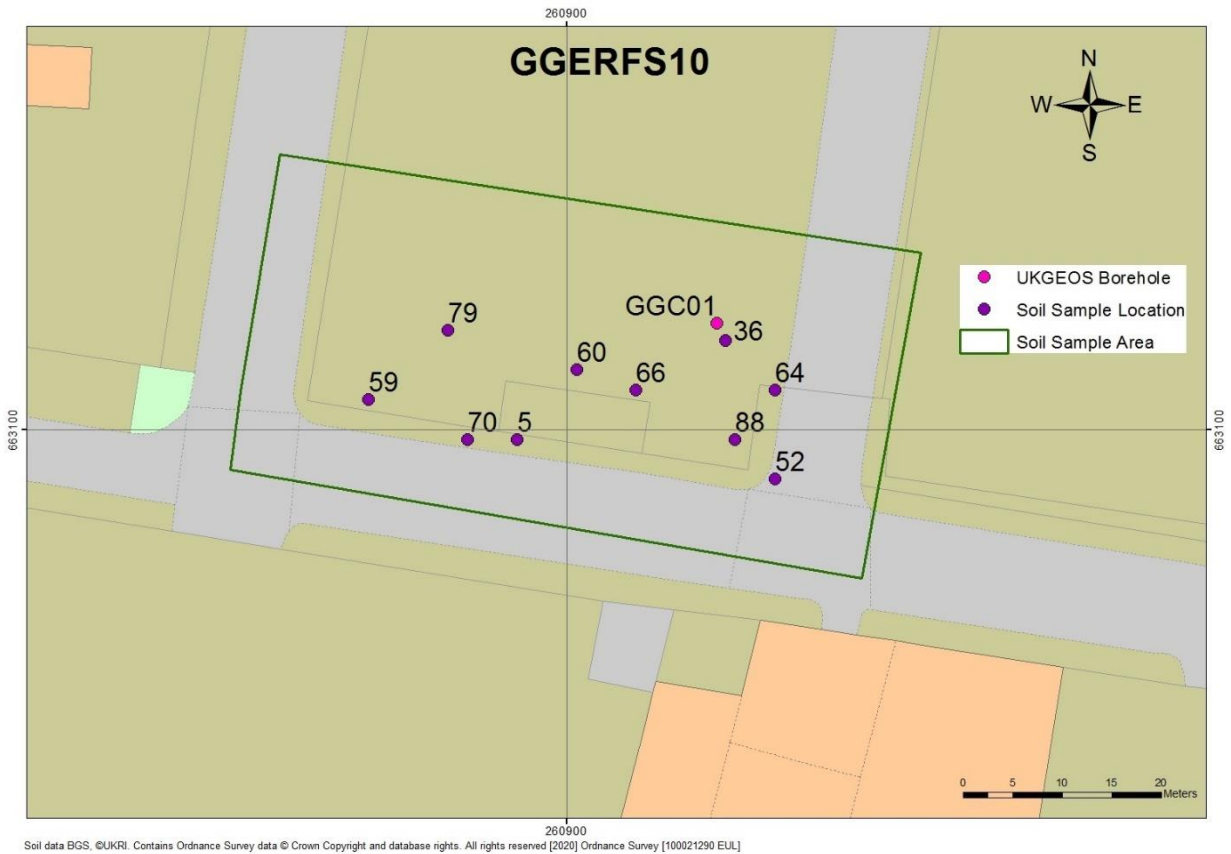 260900
GGERFS10
N
W E
S
UKGEOS Borehole
GGC01
Soil Sample Location
79
36
Soil Sample Area
60
66
64
59
70
5
88
663100
663100
52
0 5 10 15 20
Meters
260900
Soil data BGS, ©UKRI. Contains Ordnance Survey data © Crown Copyright and database rights. All rights reserved [2020] Ordnance Survey [100021290 EUL]